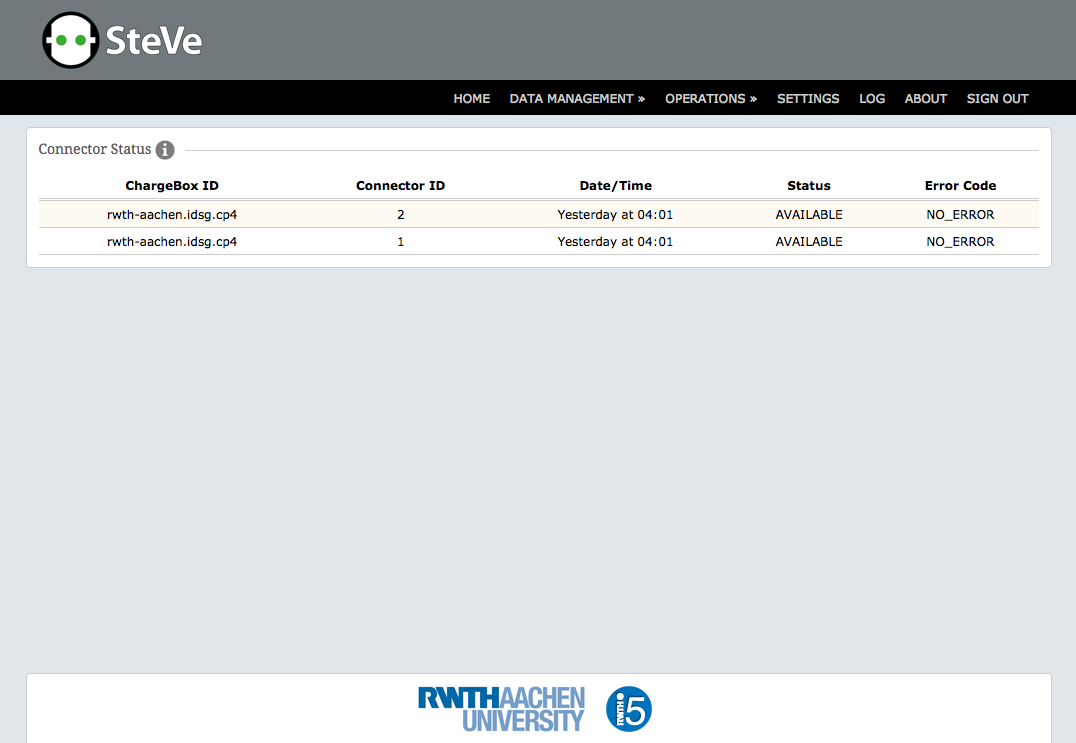 SteVe
HOME DATA MANAGEMENT » OPERATIONS » SETTINGS LOG ABOUT SIGN OUT
Connector Status i
ChargeBox ID Connector ID Date/Time Status Error Code
rwth-aachen.idsg.cp4 2 Yesterday at 04:01 AVAILABLE NO_ERROR
rwth-aachen.idsg.cp4 1 Yesterday at 04:01 AVAILABLE NO_ERROR
RWTHAACHEN
UNIVERSITY
RWTH i5